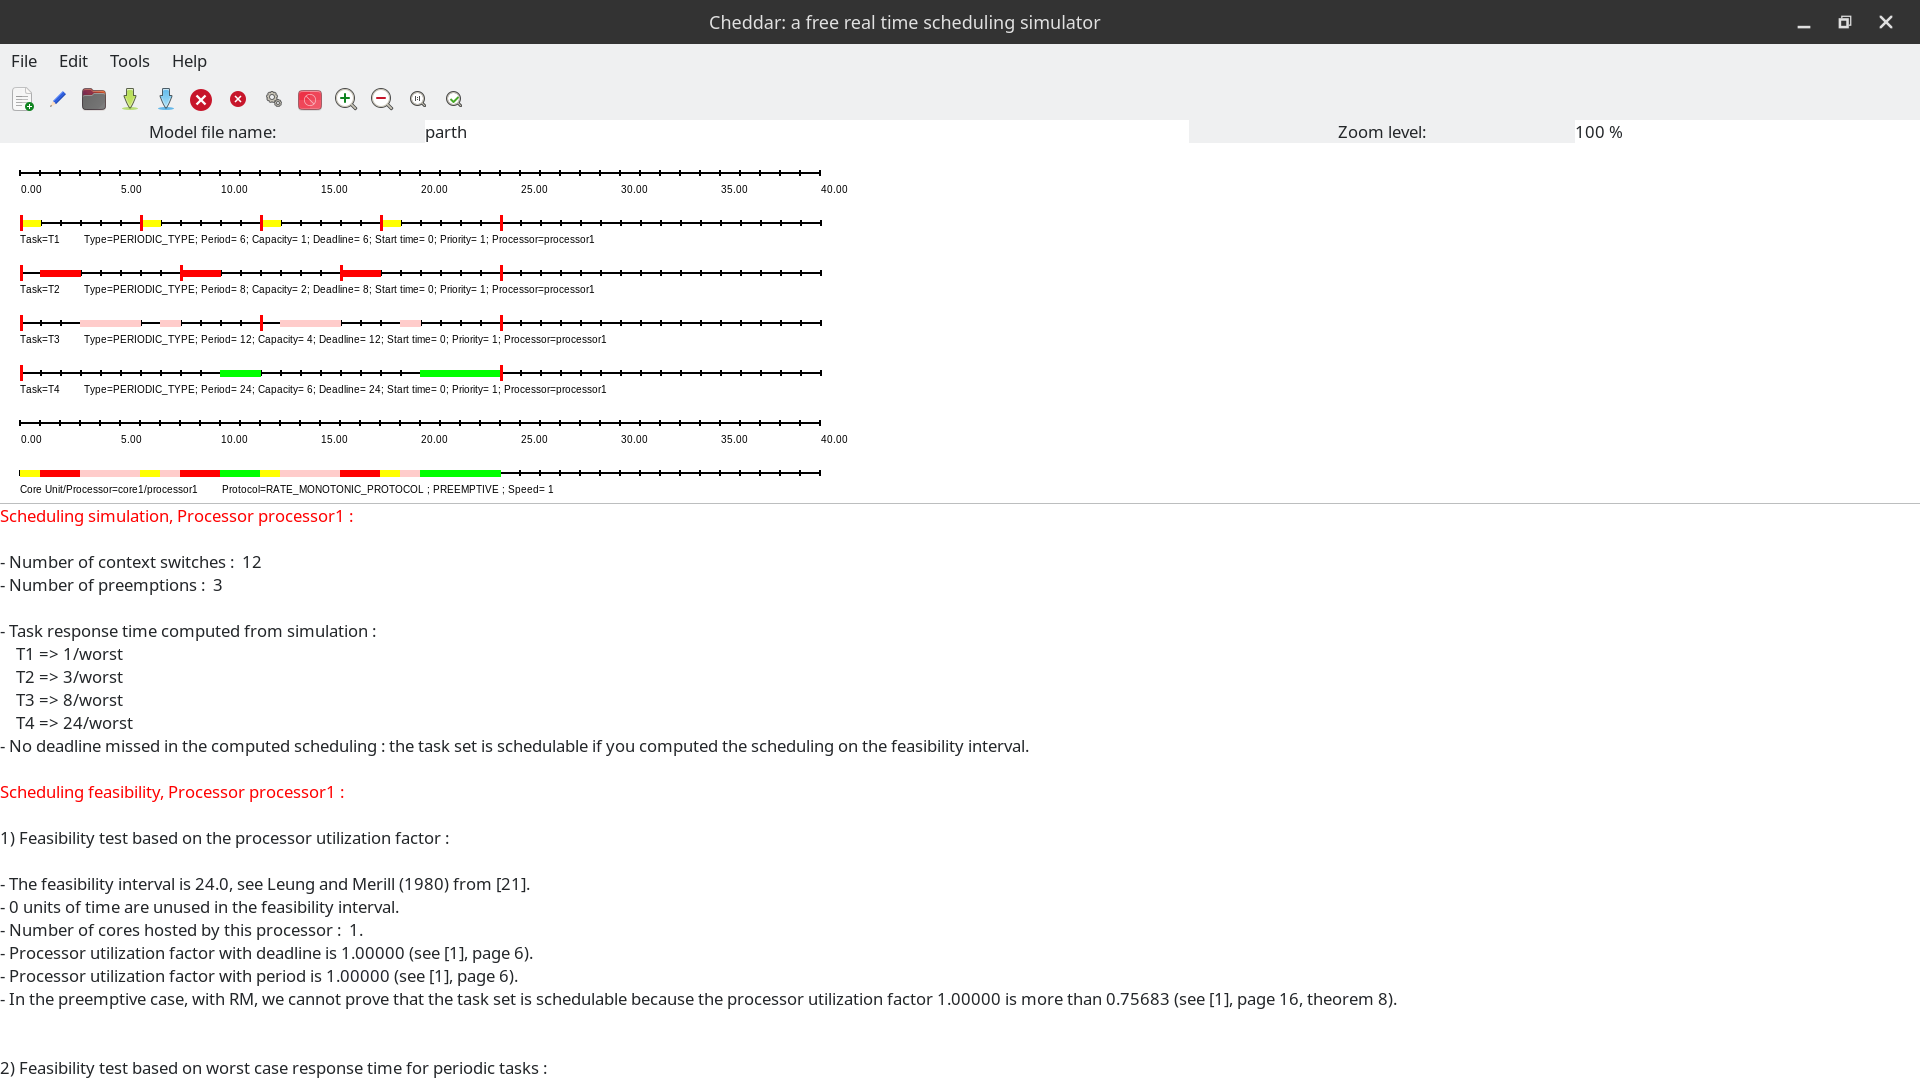 Cheddar: a free real time scheduling simulator
File Edit Tools Help
Model file name: parth Zoom level: 100 %
0.00 5.00 10.00 15.00 20.00 25.00 30.00 35.00 40.00
Task=T1 Type=PERIODIC_TYPE; Period= 6; Capacity= 1; Deadline= 6; Start time= 0; Priority= 1; Processor=processor1
Task=T2 Type=PERIODIC_TYPE; Period= 8; Capacity= 2; Deadline= 8; Start time= 0; Priority= 1; Processor=processor1
Task=T3 Type=PERIODIC_TYPE; Period= 12; Capacity= 4; Deadline= 12; Start time= 0; Priority= 1; Processor=processor1
Task=T4 Type=PERIODIC_TYPE; Period= 24; Capacity= 6; Deadline= 24; Start time= 0; Priority= 1; Processor=processor1
0.00 5.00 10.00 15.00 20.00 25.00 30.00 35.00 40.00
Core Unit/Processor=core1/processor1 Protocol=RATE_MONOTONIC_PROTOCOL ; PREEMPTIVE ; Speed= 1
Scheduling simulation, Processor processor1 :
- Number of context switches : 12
- Number of preemptions : 3
- Task response time computed from simulation :
T1 => 1/worst
T2 => 3/worst
T3 => 8/worst
T4 => 24/worst
- No deadline missed in the computed scheduling : the task set is schedulable if you computed the scheduling on the feasibility interval.
Scheduling feasibility, Processor processor1 :
1) Feasibility test based on the processor utilization factor :
- The feasibility interval is 24.0, see Leung and Merill (1980) from [21].
- 0 units of time are unused in the feasibility interval.
- Number of cores hosted by this processor : 1.
- Processor utilization factor with deadline is 1.00000 (see [1], page 6).
- Processor utilization factor with period is 1.00000 (see [1], page 6).
- In the preemptive case, with RM, we cannot prove that the task set is schedulable because the processor utilization factor 1.00000 is more than 0.75683 (see [1], page 16, theorem 8).
2) Feasibility test based on worst case response time for periodic tasks :